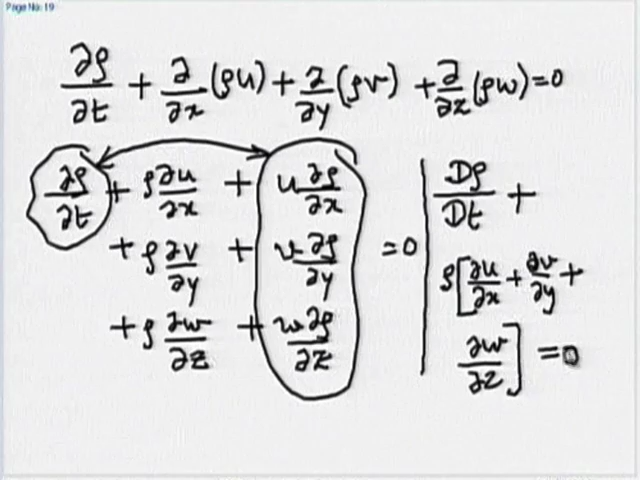 Page No: 19
∂ρ/∂t + ∂/∂x (ρu) + ∂/∂y (ρv) + ∂/∂z (ρw) = 0
∂ρ/∂t + ρ ∂u/∂x + u ∂ρ/∂x
+ ρ ∂v/∂y + v ∂ρ/∂y = 0
+ ρ ∂w/∂z + w ∂ρ/∂z
Dρ/Dt +
ρ [ ∂u/∂x + ∂v/∂y +
∂w/∂z ] = 0